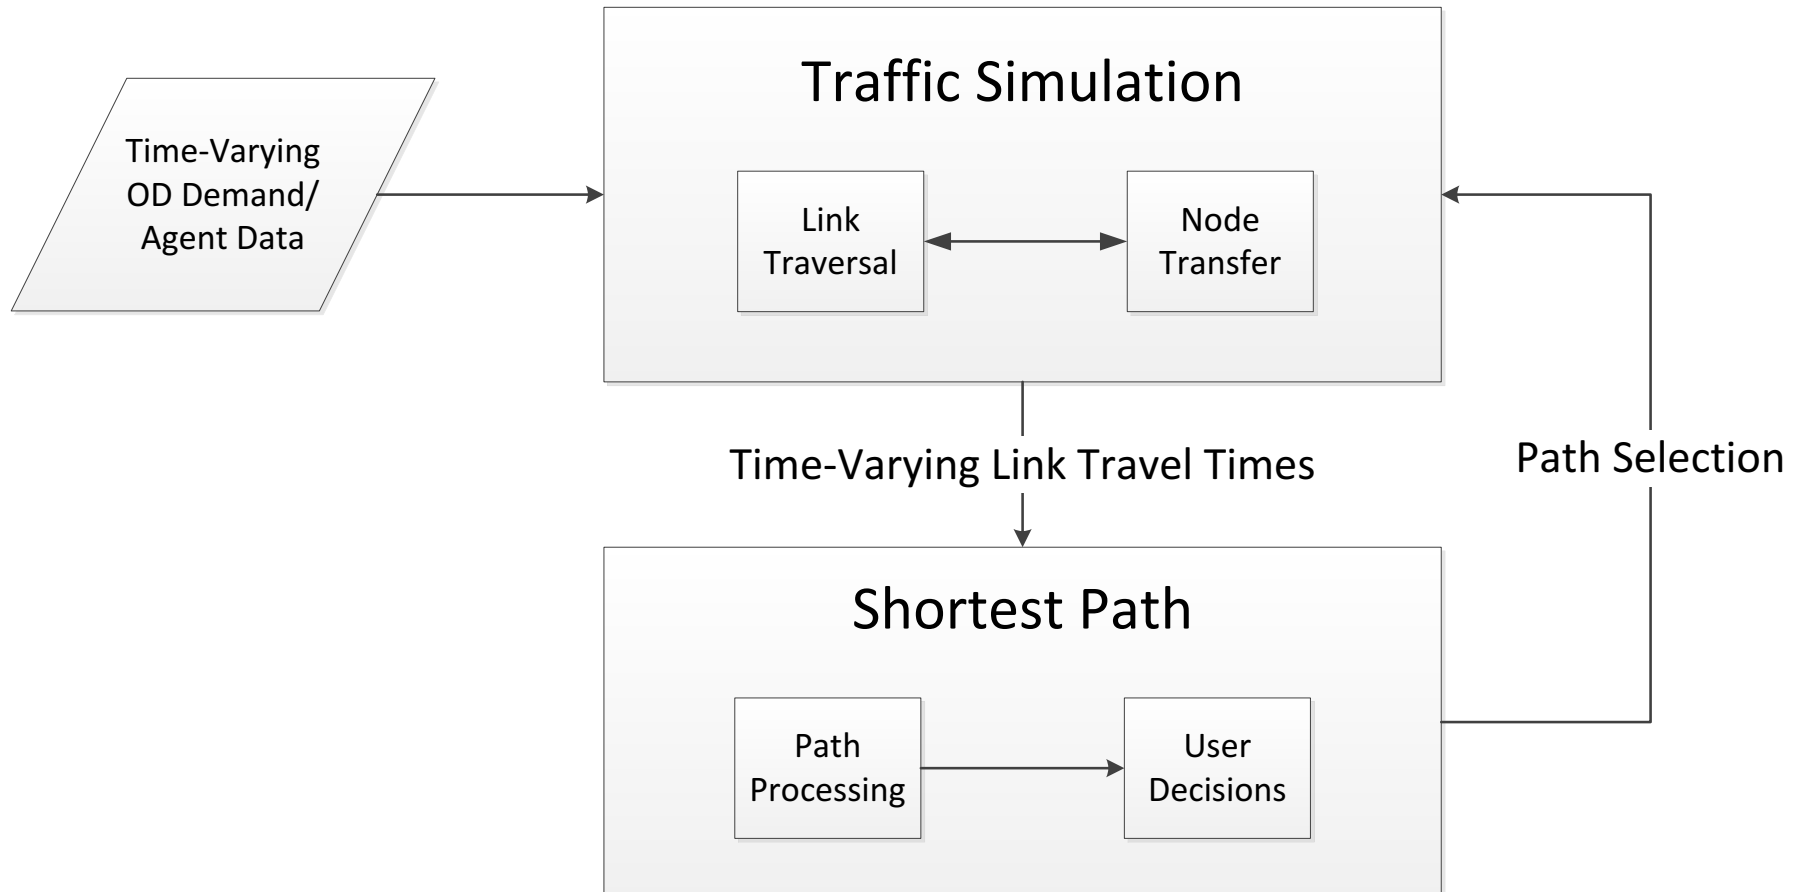 Traffic Simulation
Time-Varying
OD Demand/
Agent Data
Link
Traversal
Node
Transfer
Time-Varying Link Travel Times
Path Selection
Shortest Path
Path
Processing
User
Decisions